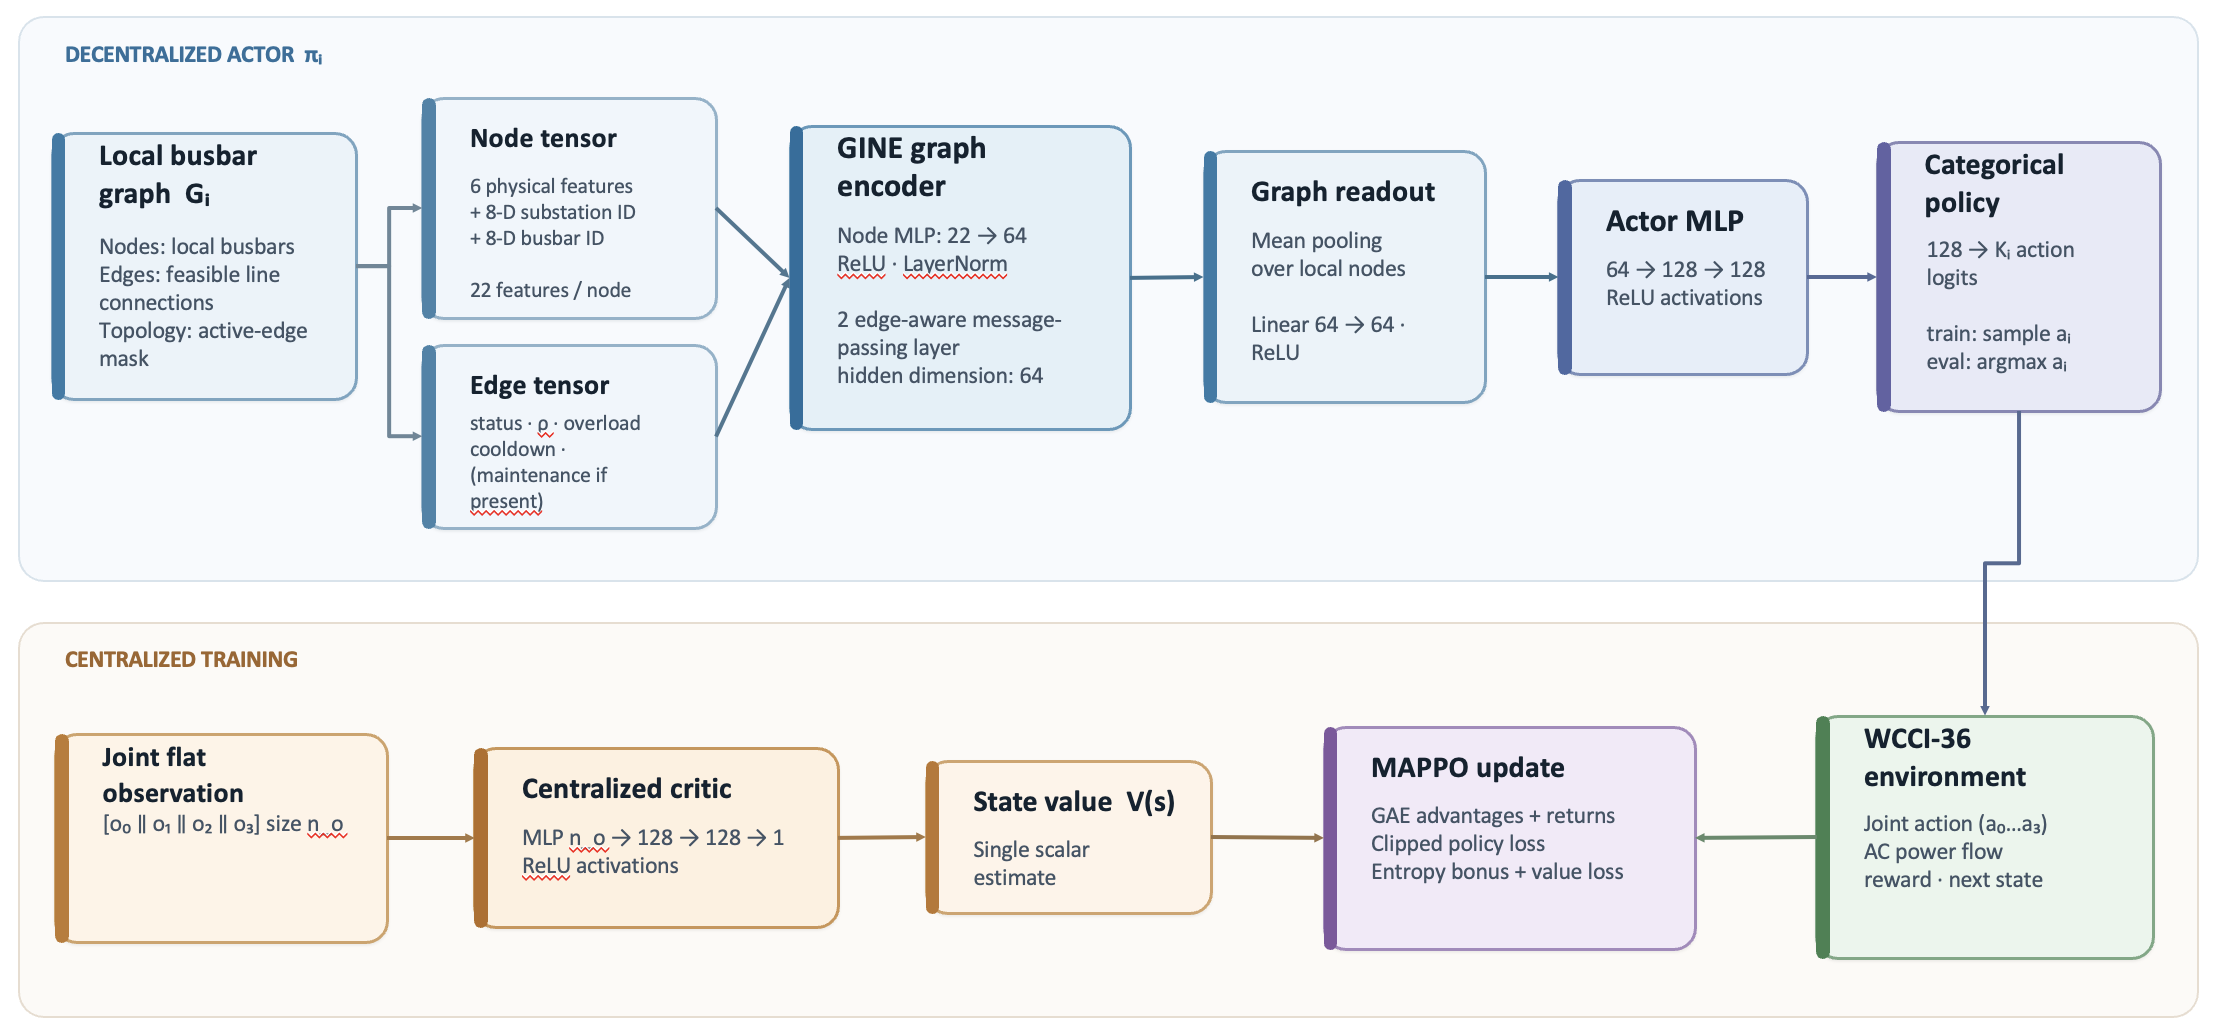 DECENTRALIZED ACTOR πᵢ
Local busbar
graph Gᵢ
Nodes: local busbars
Edges: feasible line
connections
Topology: active-edge
mask
Node tensor
6 physical features
+ 8-D substation ID
+ 8-D busbar ID
22 features / node
Edge tensor
status · ρ · overload
cooldown ·
(maintenance if
present)
GINE graph
encoder
Node MLP: 22 → 64
ReLU · LayerNorm
2 edge-aware message-
passing layer
hidden dimension: 64
Graph readout
Mean pooling
over local nodes
Linear 64 → 64 ·
ReLU
Actor MLP
64 → 128 → 128
ReLU activations
Categorical
policy
128 → Kᵢ action
logits
train: sample aᵢ
eval: argmax aᵢ
CENTRALIZED TRAINING
Joint flat
observation
[o₀ ∥ o₁ ∥ o₂ ∥ o₃] size n_o
Centralized critic
MLP n_o → 128 → 128 → 1
ReLU activations
State value V(s)
Single scalar
estimate
MAPPO update
GAE advantages + returns
Clipped policy loss
Entropy bonus + value loss
WCCI-36
environment
Joint action (a₀...a₃)
AC power flow
reward · next state